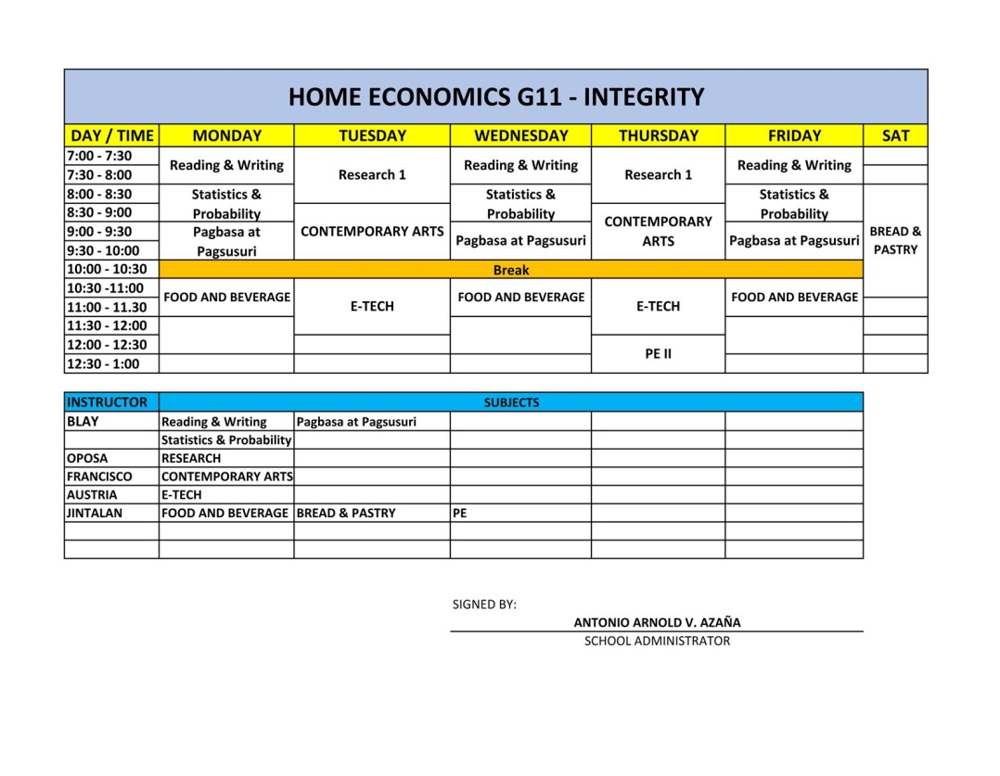 HOME ECONOMICS G11 - INTEGRITY
DAY / TIME MONDAY TUESDAY WEDNESDAY THURSDAY FRIDAY SAT
7:00 - 7:30
Reading & Writing Reading & Writing Reading & Writing
7:30 - 8:00 Research 1 Research 1
8:00 - 8:30 Statistics & Statistics & Statistics &
8:30 - 9:00 Probability Probability Probability
CONTEMPORARY
9:00 - 9:30 Pagbasa at CONTEMPORARY ARTS BREAD &
Pagbasa at Pagsusuri ARTS Pagbasa at Pagsusuri
9:30 - 10:00 Pagsusuri PASTRY
10:00 - 10:30 Break
10:30 -11:00
FOOD AND BEVERAGE FOOD AND BEVERAGE FOOD AND BEVERAGE
11:00 - 11.30 E-TECH E-TECH
11:30 - 12:00
12:00 - 12:30
PE II
12:30 - 1:00
INSTRUCTOR SUBJECTS
BLAY Reading & Writing Pagbasa at Pagsusuri
Statistics & Probability
OPOSA RESEARCH
FRANCISCO CONTEMPORARY ARTS
AUSTRIA E-TECH
JINTALAN FOOD AND BEVERAGE BREAD & PASTRY PE
SIGNED BY:
ANTONIO ARNOLD V. AZAÑA
SCHOOL ADMINISTRATOR